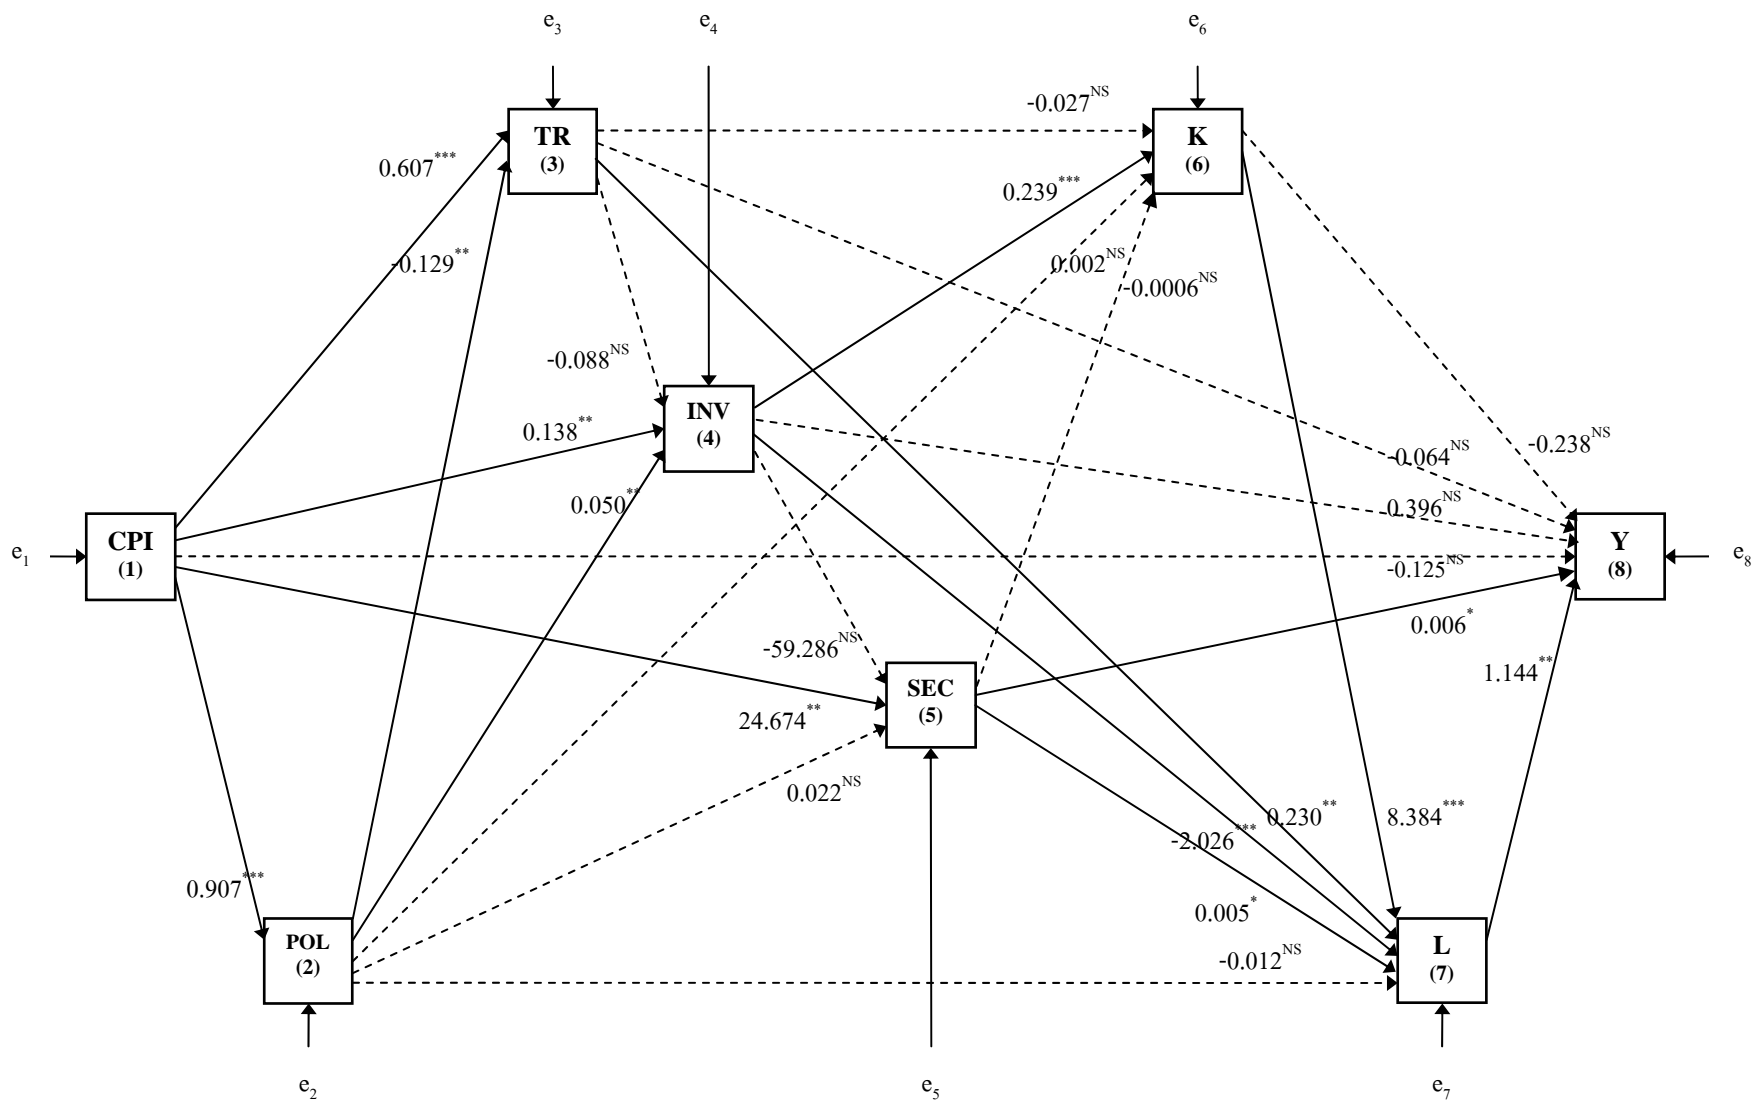 e3
e4
e6
TR
(3)
-0.027NS
K
(6)
0.607***
0.239***
-0.129**
0.002NS
-0.0006NS
-0.088NS
INV
(4)
0.138**
-0.238NS
-0.064NS
0.050**
0.396NS
e1
CPI
(1)
Y
(8)
e8
-0.125NS
0.006*
-59.286NS
1.144**
SEC
(5)
24.674**
0.022NS
0.230**
8.384***
-2.026***
0.907***
0.005*
POL
(2)
L
(7)
-0.012NS
e2
e5
e7